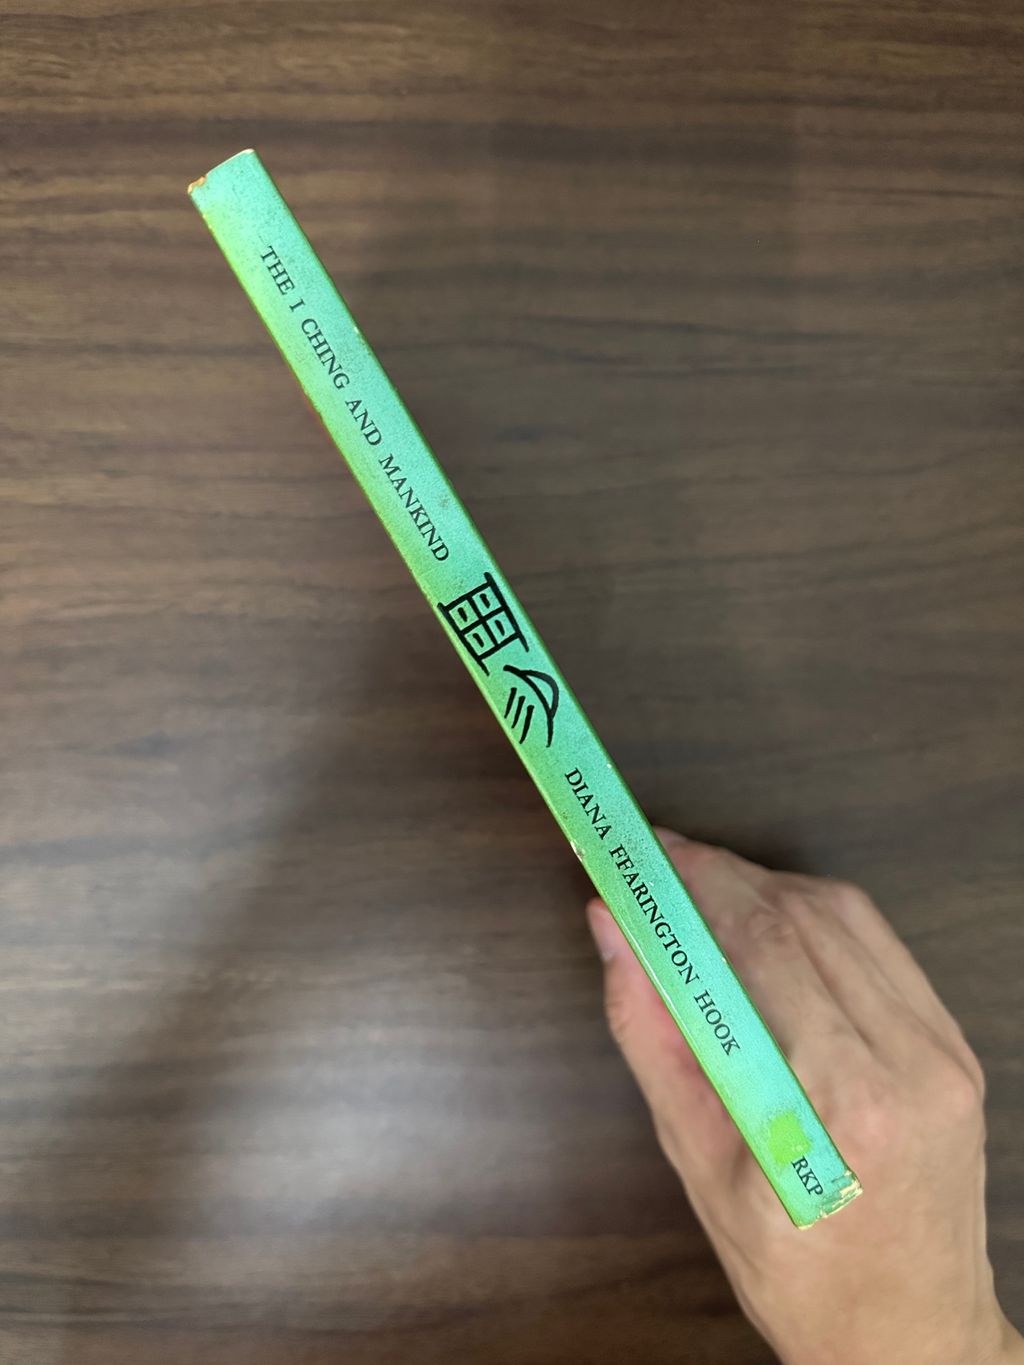 THE I CHING AND MANKIND
DIANA FFARINGTON HOOK
RKP